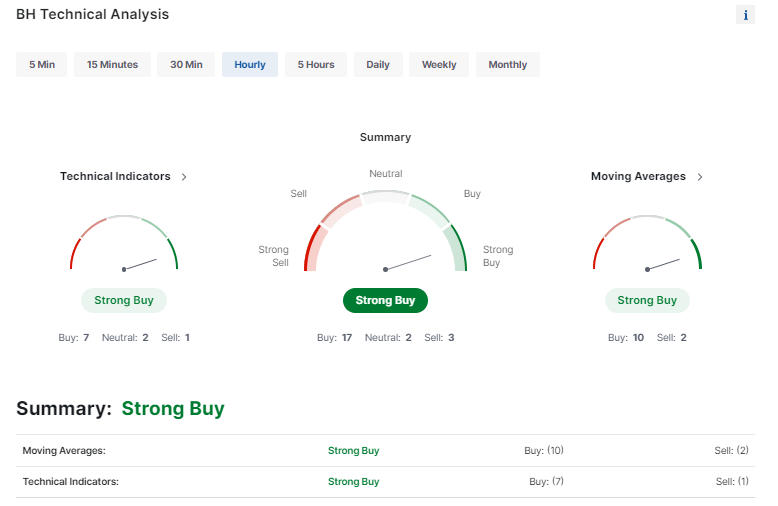 BH Technical Analysis
i
5 Min 15 Minutes 30 Min Hourly 5 Hours Daily Weekly Monthly
Summary
Technical Indicators >
Neutral
Moving Averages >
Sell
Buy
Strong Sell
Strong Buy
Strong Buy
Strong Buy
Strong Buy
Buy: 7 Neutral: 2 Sell: 1
Buy: 17 Neutral: 2 Sell: 3
Buy: 10 Sell: 2
Summary: Strong Buy
Moving Averages: Strong Buy Buy: (10) Sell: (2)
Technical Indicators: Strong Buy Buy: (7) Sell: (1)